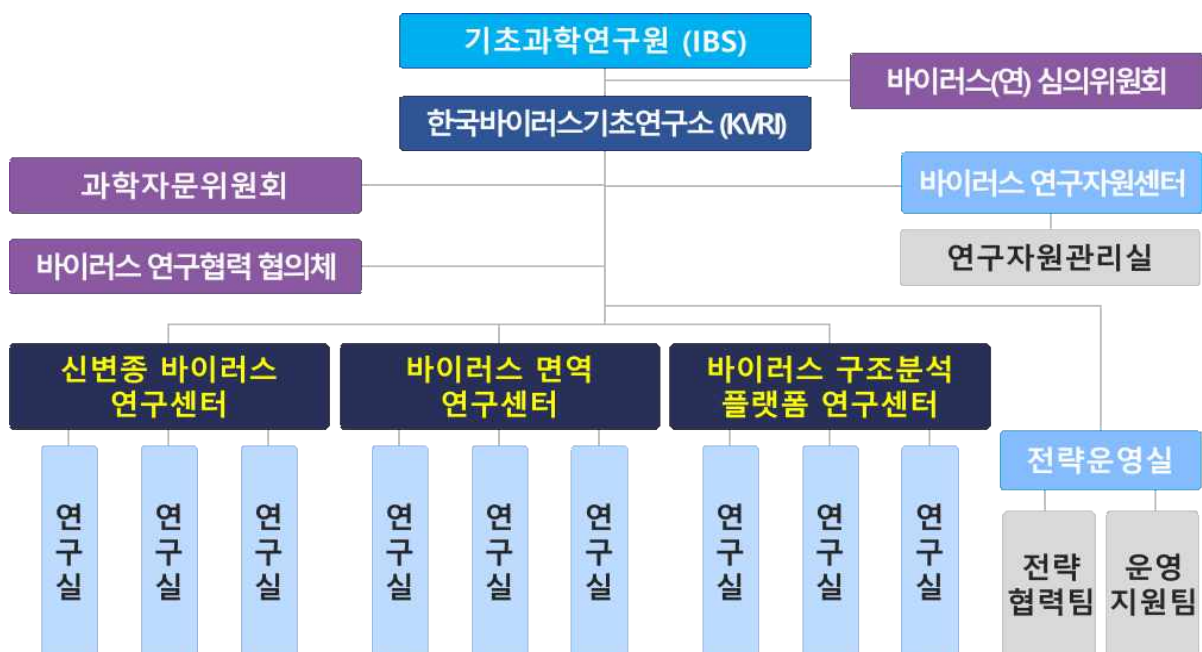 기초과학연구원 (IBS)
바이러스(연) 심의위원회
한국바이러스기초연구소 (KVRI)
과학자문위원회
바이러스 연구자원센터
바이러스 연구협력 협의체
연구자원관리실
신변종 바이러스
연구센터
바이러스 면역
연구센터
바이러스 구조분석
플랫폼 연구센터
전략운영실
연구실
연구실
연구실
연구실
연구실
연구실
연구실
연구실
연구실
전략
협력팀
운영
지원팀